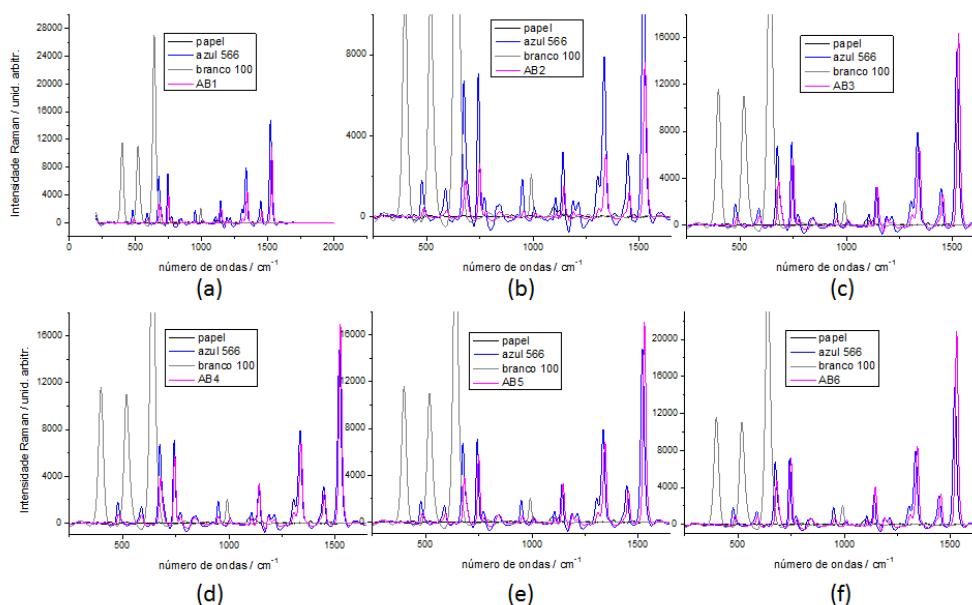 28000
24000
20000
16000
12000
8000
4000
0
Intensidade Raman / unid. arbitr.
papel
azul 566
branco 100
AB1
0 500 1000 1500 2000
número de ondas / cm⁻¹
(a)
8000
4000
0
papel
azul 566
branco 100
AB2
500 1000 1500
número de ondas / cm⁻¹
(b)
16000
12000
8000
4000
0
papel
azul 566
branco 100
AB3
500 1000 1500
número de ondas / cm⁻¹
(c)
16000
12000
8000
4000
0
Intensidade Raman / unid. arbitr.
papel
azul 566
branco 100
AB4
500 1000 1500
número de ondas / cm⁻¹
(d)
16000
12000
8000
4000
0
papel
azul 566
branco 100
AB5
500 1000 1500
número de ondas / cm⁻¹
(e)
20000
16000
12000
8000
4000
0
papel
azul 566
branco 100
AB6
500 1000 1500
número de ondas / cm⁻¹
(f)